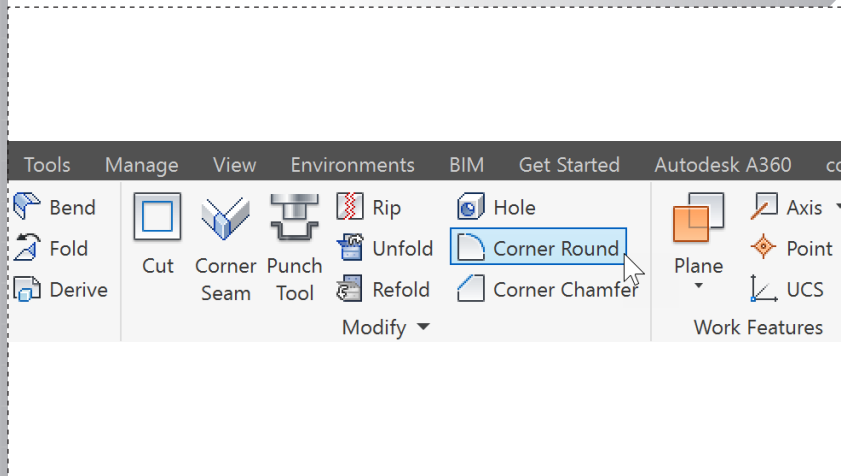 Tools Manage View Environments BIM Get Started Autodesk A360
Bend
Fold
Derive
Cut
Corner
Seam
Punch
Tool
Rip
Unfold
Refold
Hole
Corner Round
Corner Chamfer
Modify
Plane
Axis
Point
UCS
Work Features